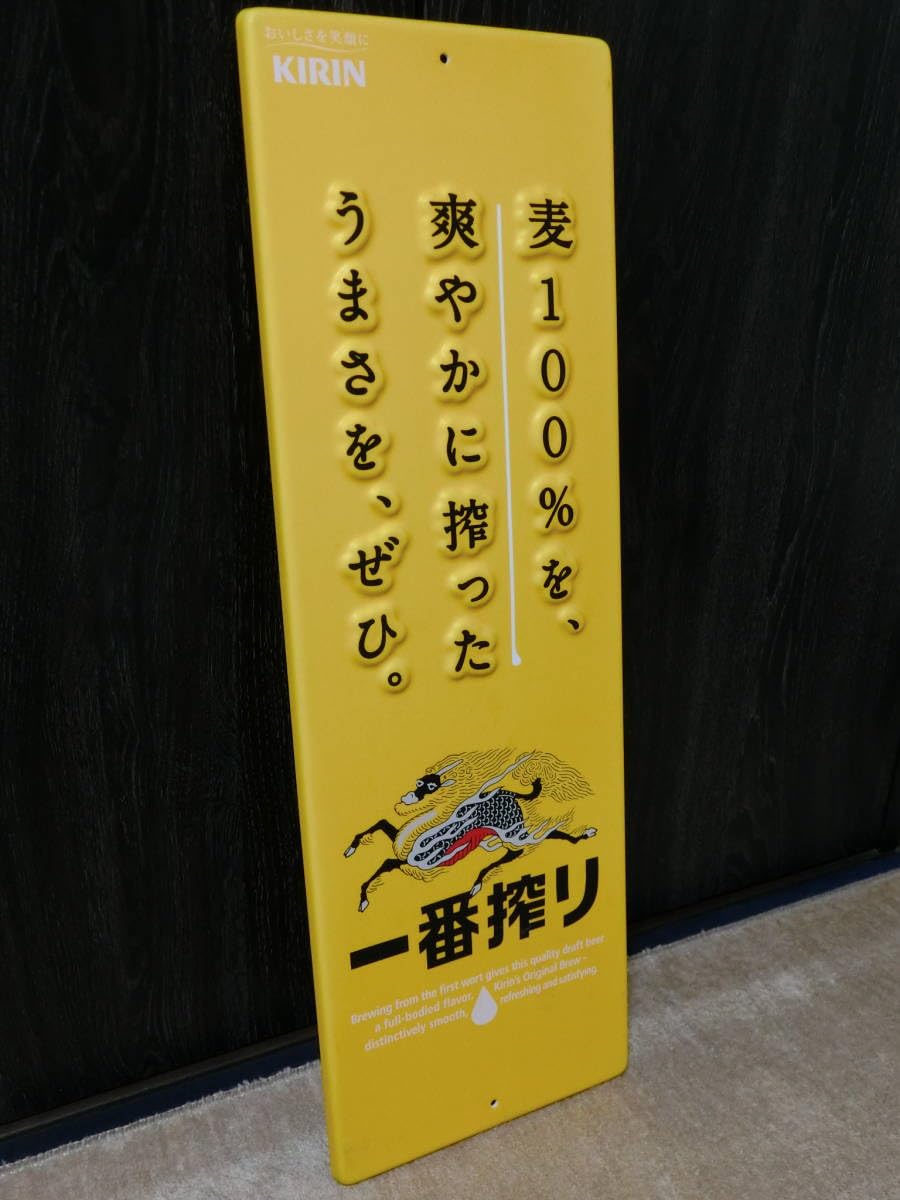 おいしさを笑顔に
KIRIN
麦100%を、
爽やかに搾った
うまさを、ぜひ。
一番搾り
Brewing from the first wort gives this quality draft beer
a full-bodied flavor. Kirin's Original Brew –
distinctively smooth, refreshing and satisfying.